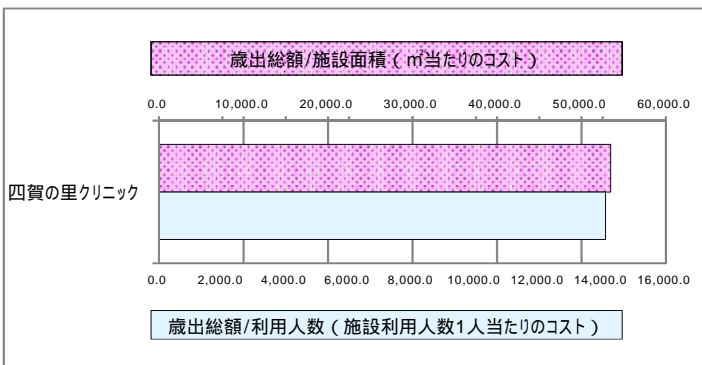 歳出総額/施設面積（㎡当たりのコスト）
0.0 10,000.0 20,000.0 30,000.0 40,000.0 50,000.0 60,000.0
四賀の里クリニック
0.0 2,000.0 4,000.0 6,000.0 8,000.0 10,000.0 12,000.0 14,000.0 16,000.0
歳出総額/利用人数（施設利用人数1人当たりのコスト）